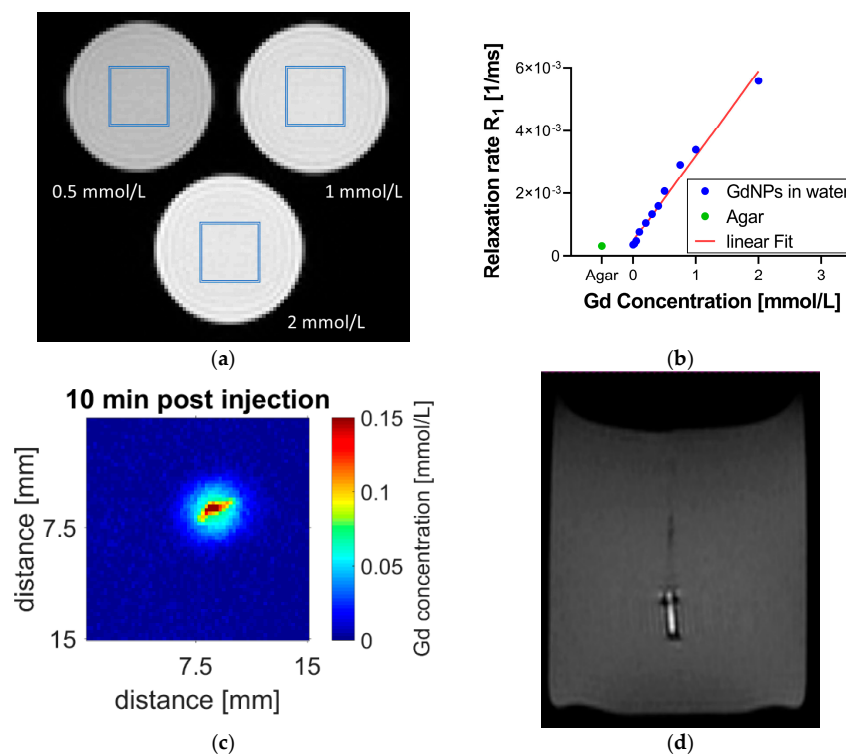 0.5 mmol/L
1 mmol/L
2 mmol/L
(a)
Relaxation rate R₁ [1/ms]
6×10⁻³
4×10⁻³
2×10⁻³
0
GdNPs in water
Agar
linear Fit
Agar 0 1 2 3
Gd Concentration [mmol/L]
(b)
10 min post injection
distance [mm]
7.5
15
7.5 15
distance [mm]
0.15
0.1
0.05
0
Gd concentration [mmol/L]
(c)
(d)